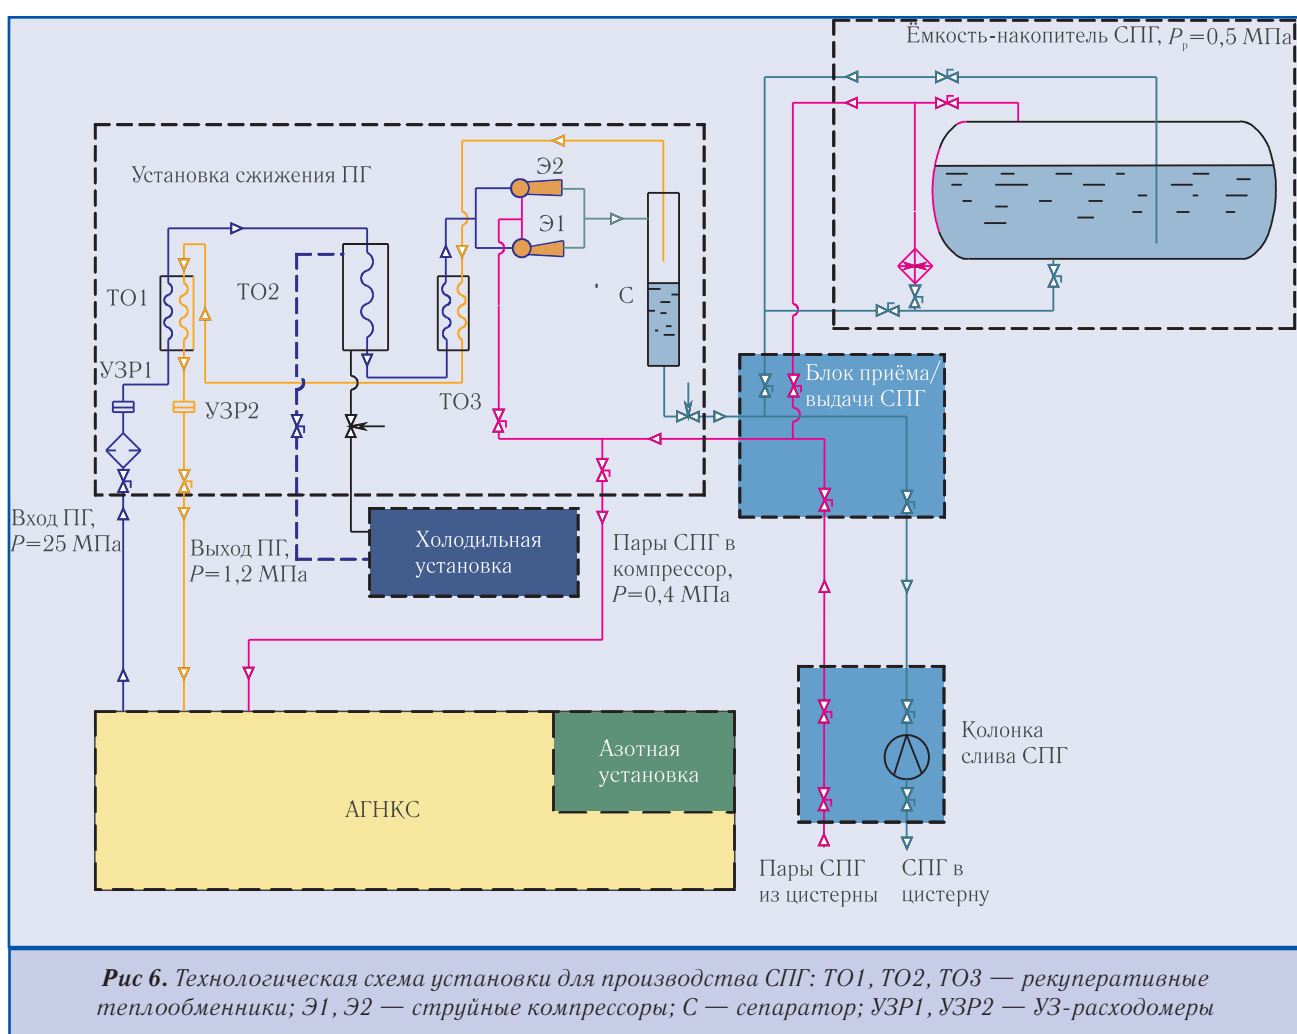 Ёмкость-накопитель СПГ, Pр=0,5 МПа
Установка сжижения ПГ
Э2
Э1
ТО1
ТО2
С
УЗР1
УЗР2
ТО3
Блок приёма/
выдачи СПГ
Вход ПГ,
P=25 МПа
Выход ПГ,
P=1,2 МПа
Холодильная
установка
Пары СПГ в
компрессор,
P=0,4 МПа
Колонка
слива СПГ
Азотная
установка
АГНКС
Пары СПГ
из цистерны
СПГ в
цистерну
Рис 6. Технологическая схема установки для производства СПГ: ТО1, ТО2, ТО3 — рекуперативные
теплообменники; Э1, Э2 — струйные компрессоры; С — сепаратор; УЗР1, УЗР2 — УЗ-расходомеры